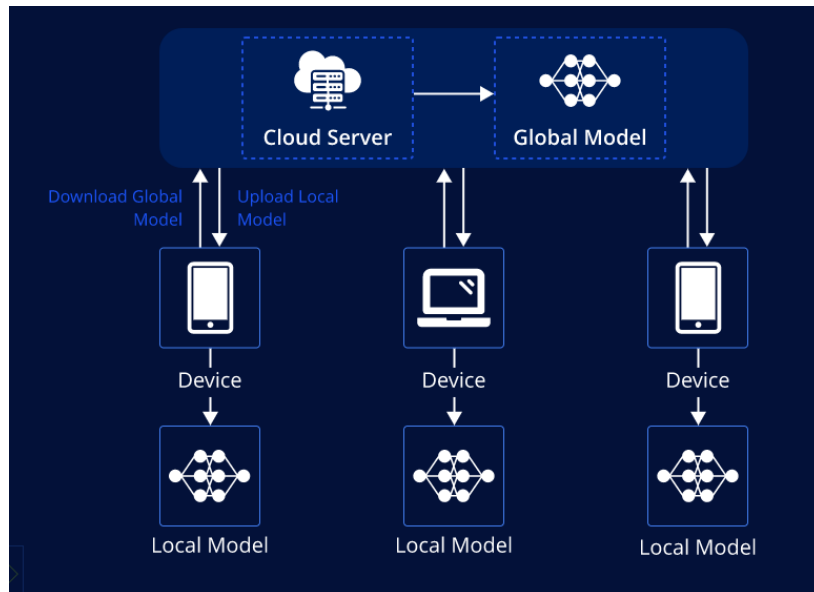 Cloud Server
Global Model
Download Global
Model
Upload Local
Model
Device
Device
Device
Local Model
Local Model
Local Model